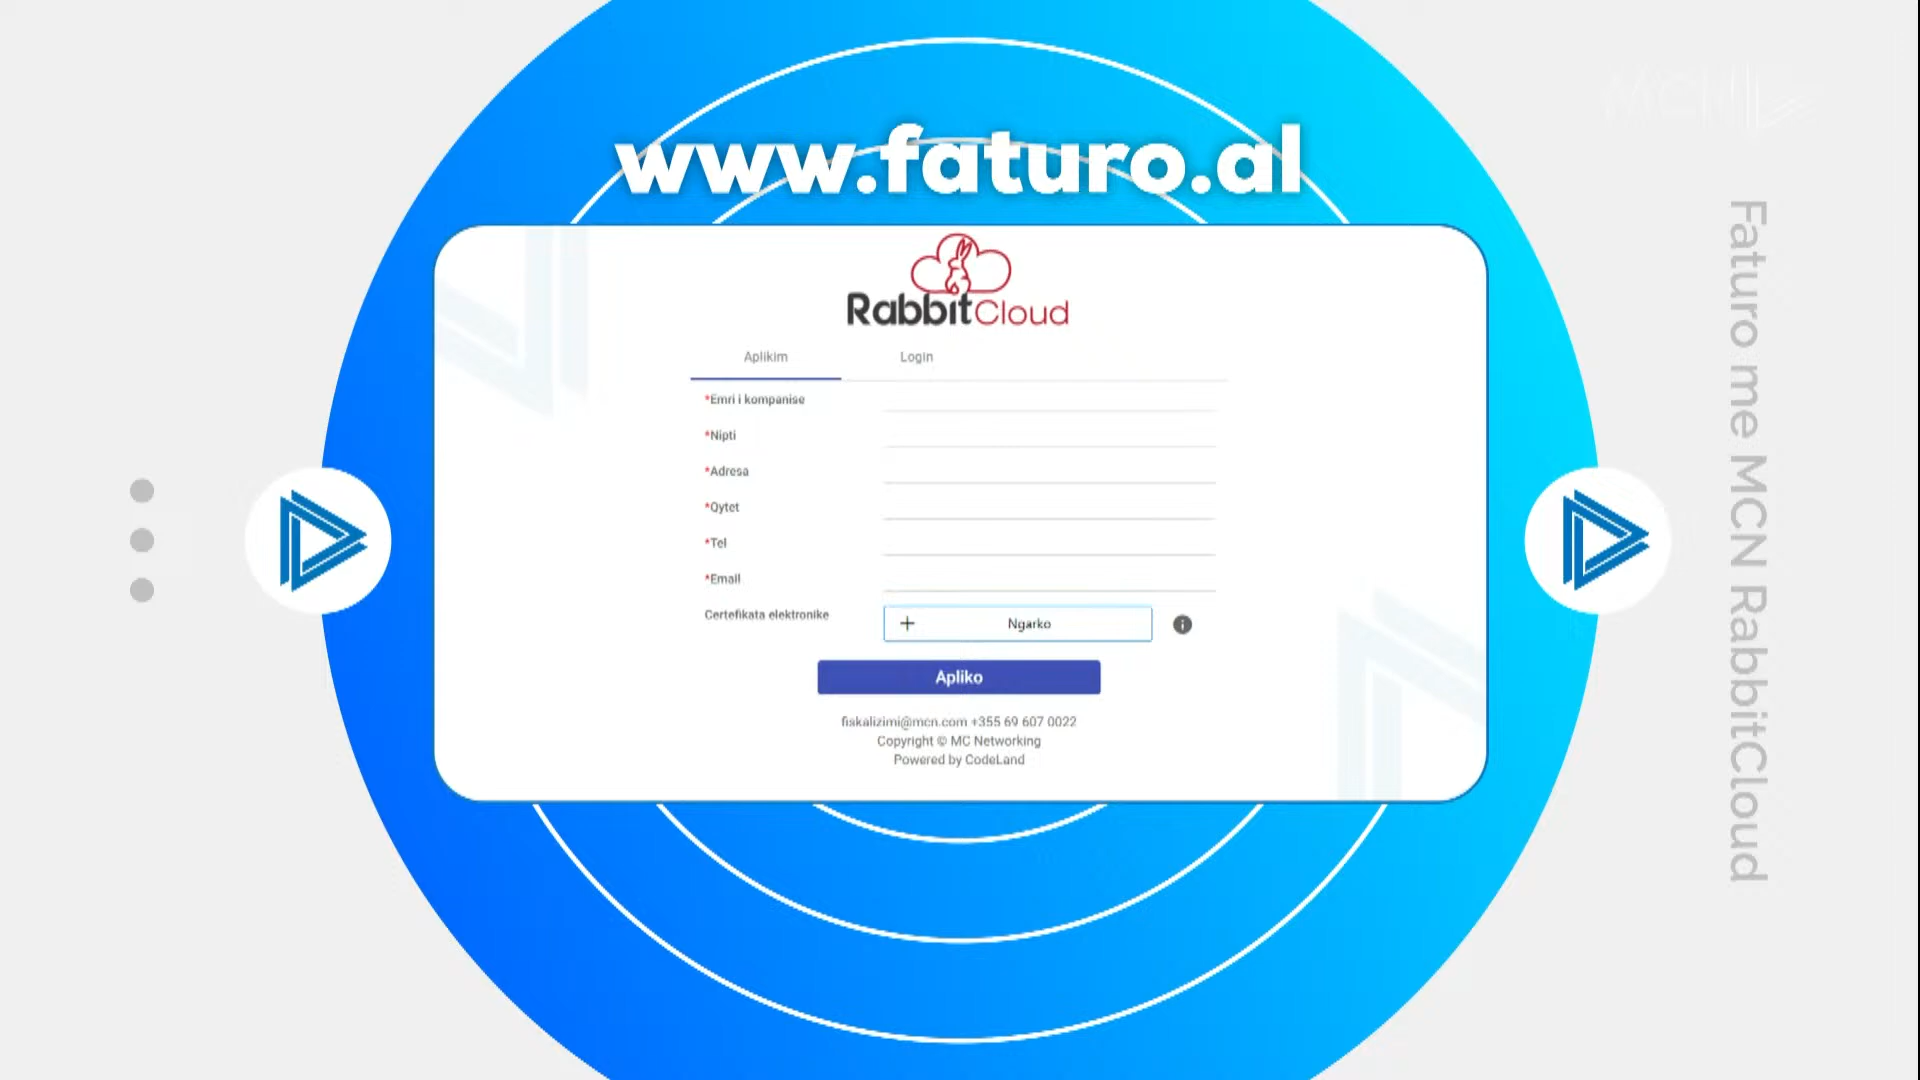 MCN
www.faturo.al
RabbitCloud
Aplikim
Login
*Emri i kompanise
*Nipti
*Adresa
*Qytet
*Tel
*Email
Certefikata elektronike
+ Ngarko
Apliko
fiskalizimi@mcn.com +355 69 607 0022
Copyright © MC Networking
Powered by CodeLand
Faturo me MCN RabbitCloud